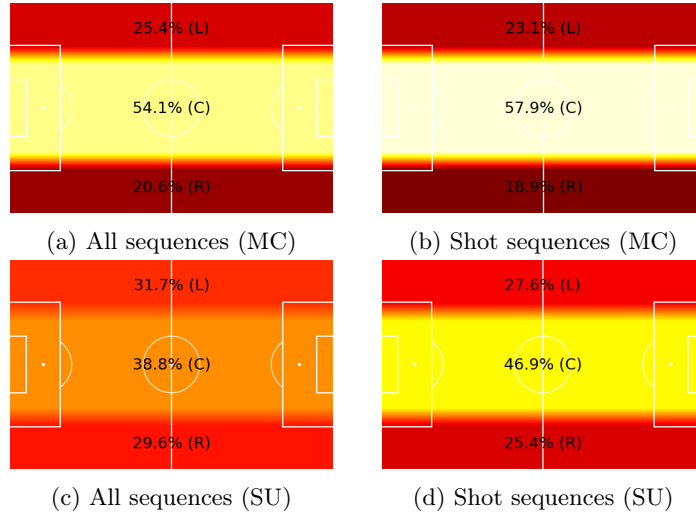 25.4% (L)
54.1% (C)
20.6% (R)
(a) All sequences (MC)
23.1% (L)
57.9% (C)
18.9% (R)
(b) Shot sequences (MC)
31.7% (L)
38.8% (C)
29.6% (R)
(c) All sequences (SU)
27.6% (L)
46.9% (C)
25.4% (R)
(d) Shot sequences (SU)